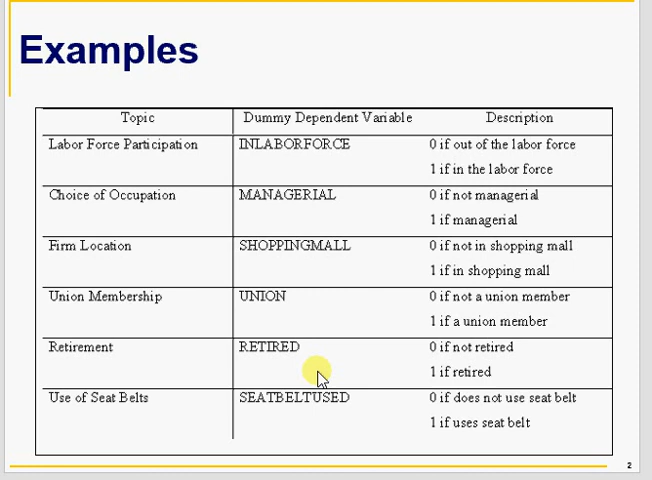 Examples
Topic Dummy Dependent Variable Description
Labor Force Participation INLABORFORCE 0 if out of the labor force
1 if in the labor force
Choice of Occupation MANAGERIAL 0 if not managerial
1 if managerial
Firm Location SHOPPINGMALL 0 if not in shopping mall
1 if in shopping mall
Union Membership UNION 0 if not a union member
1 if a union member
Retirement RETIRED 0 if not retired
1 if retired
Use of Seat Belts SEATBELTUSED 0 if does not use seat belt
1 if uses seat belt
2